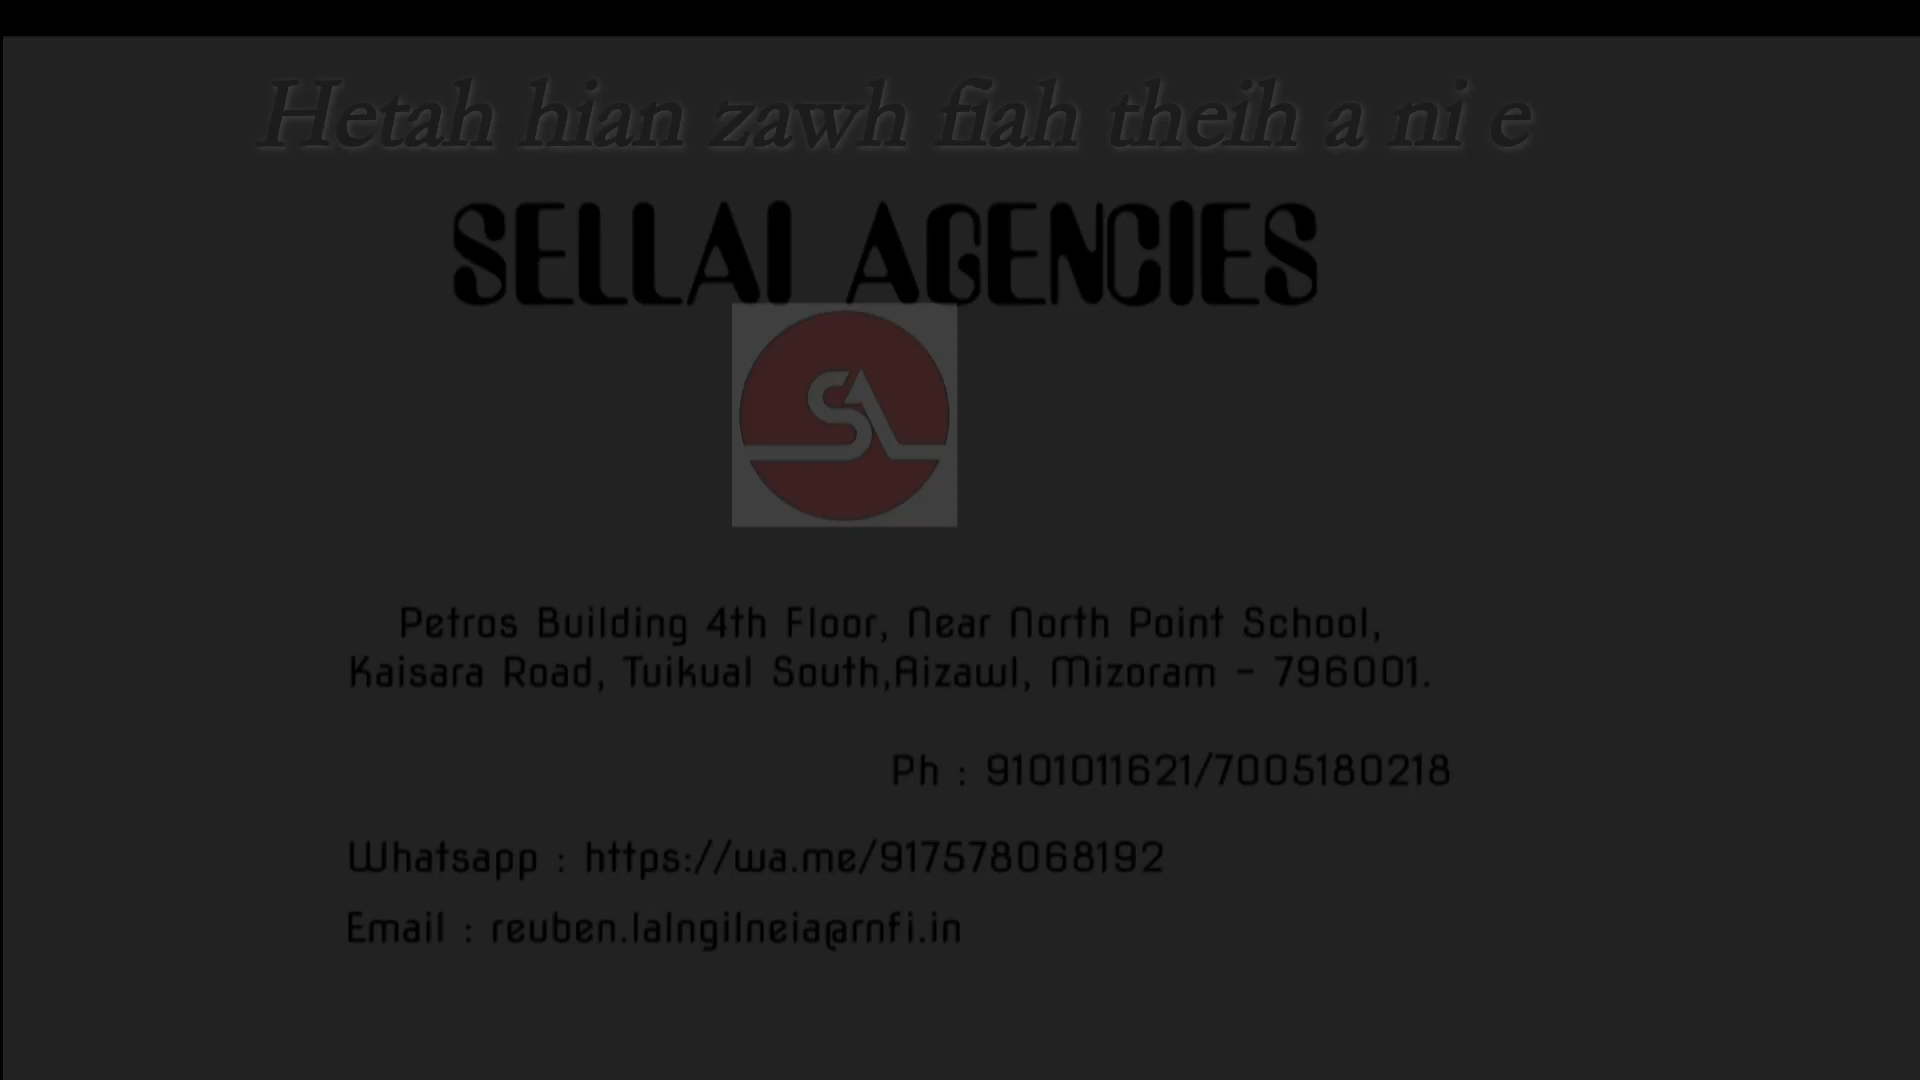 Hetah hian zawh fiah theih a ni e
SELLAI AGENCIES
SA
Petros Building 4th Floor, Near North Point School,
Kaisara Road, Tuikual South,Aizawl, Mizoram - 796001.
Ph : 9101011621/7005180218
Whatsapp : https://wa.me/917578068192
Email : reuben.lalngilneia@rnfi.in